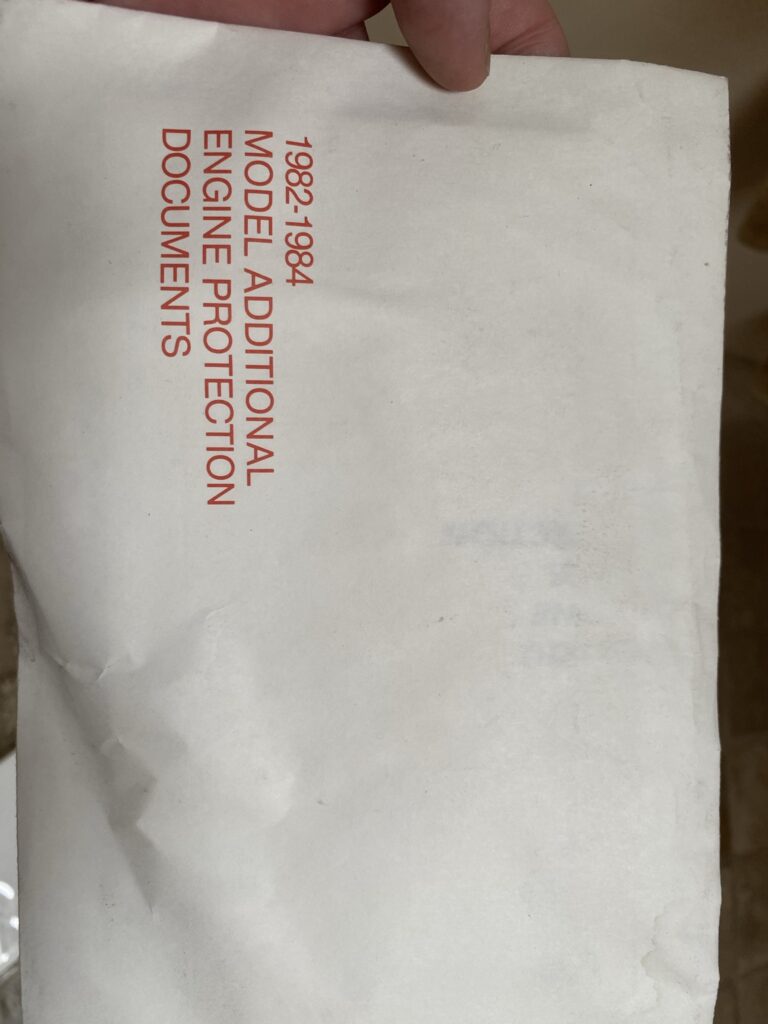 1982-1984
MODEL ADDITIONAL
ENGINE PROTECTION
DOCUMENTS